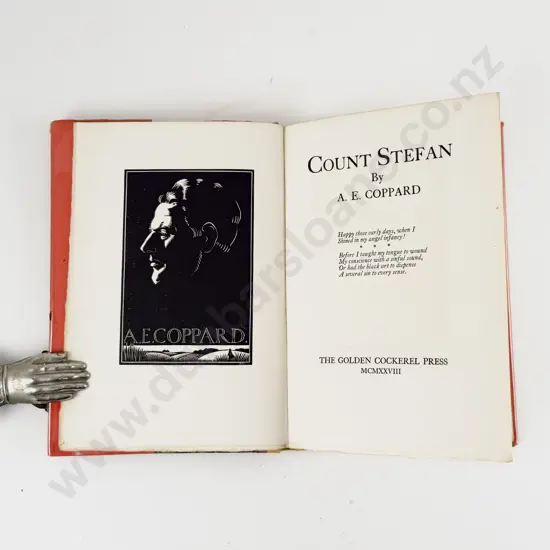 A.E.COPPARD.
COUNT STEFAN
By
A. E. COPPARD
Happy those early days, when I
Shined in my angel infancy!
* * *
Before I taught my tongue to wound
My conscience with a sinful sound,
Or had the black art to dispense
A several sin to every sense.
THE GOLDEN COCKEREL PRESS
MCMXXVIII
www.dunbarsloane.co.nz